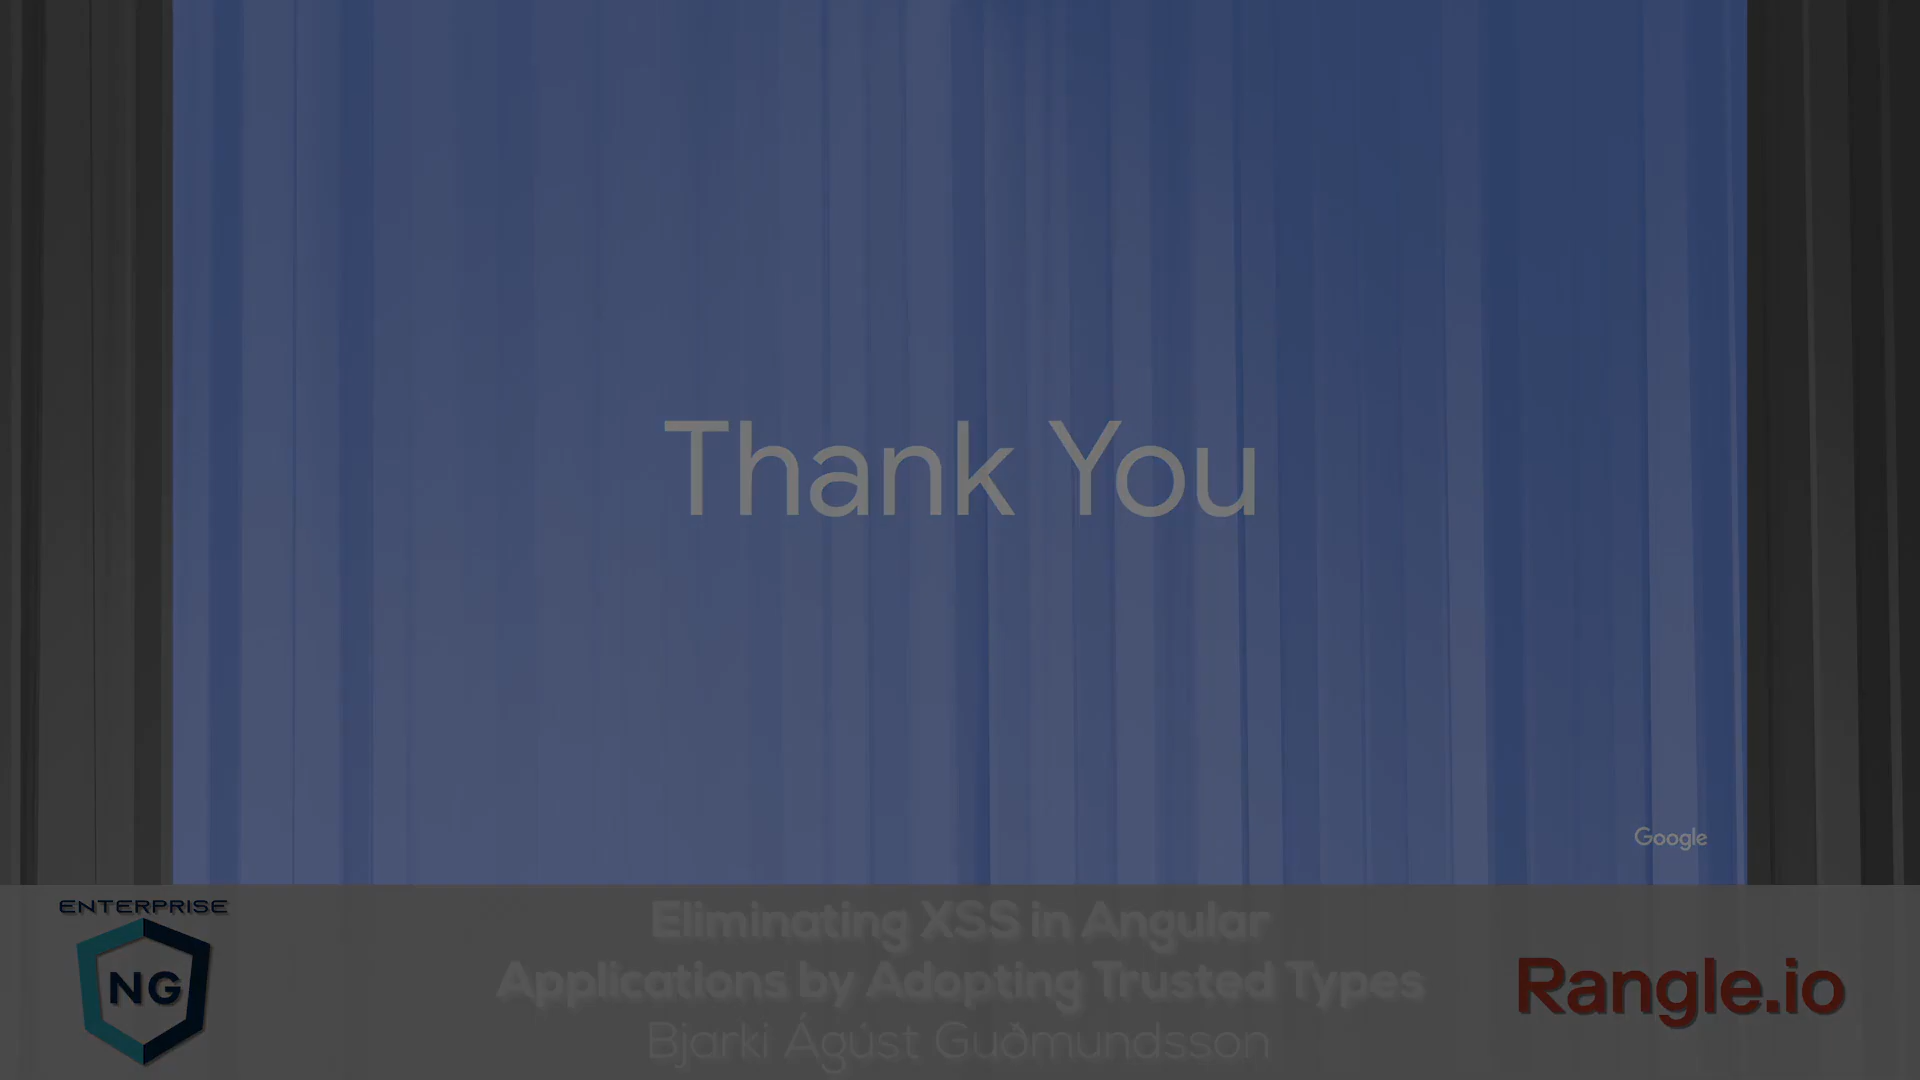 Thank You
Google
ENTERPRISE
NG
Eliminating XSS in Angular
Applications by Adopting Trusted Types
Bjarki Ágúst Guðmundsson
Rangle.io